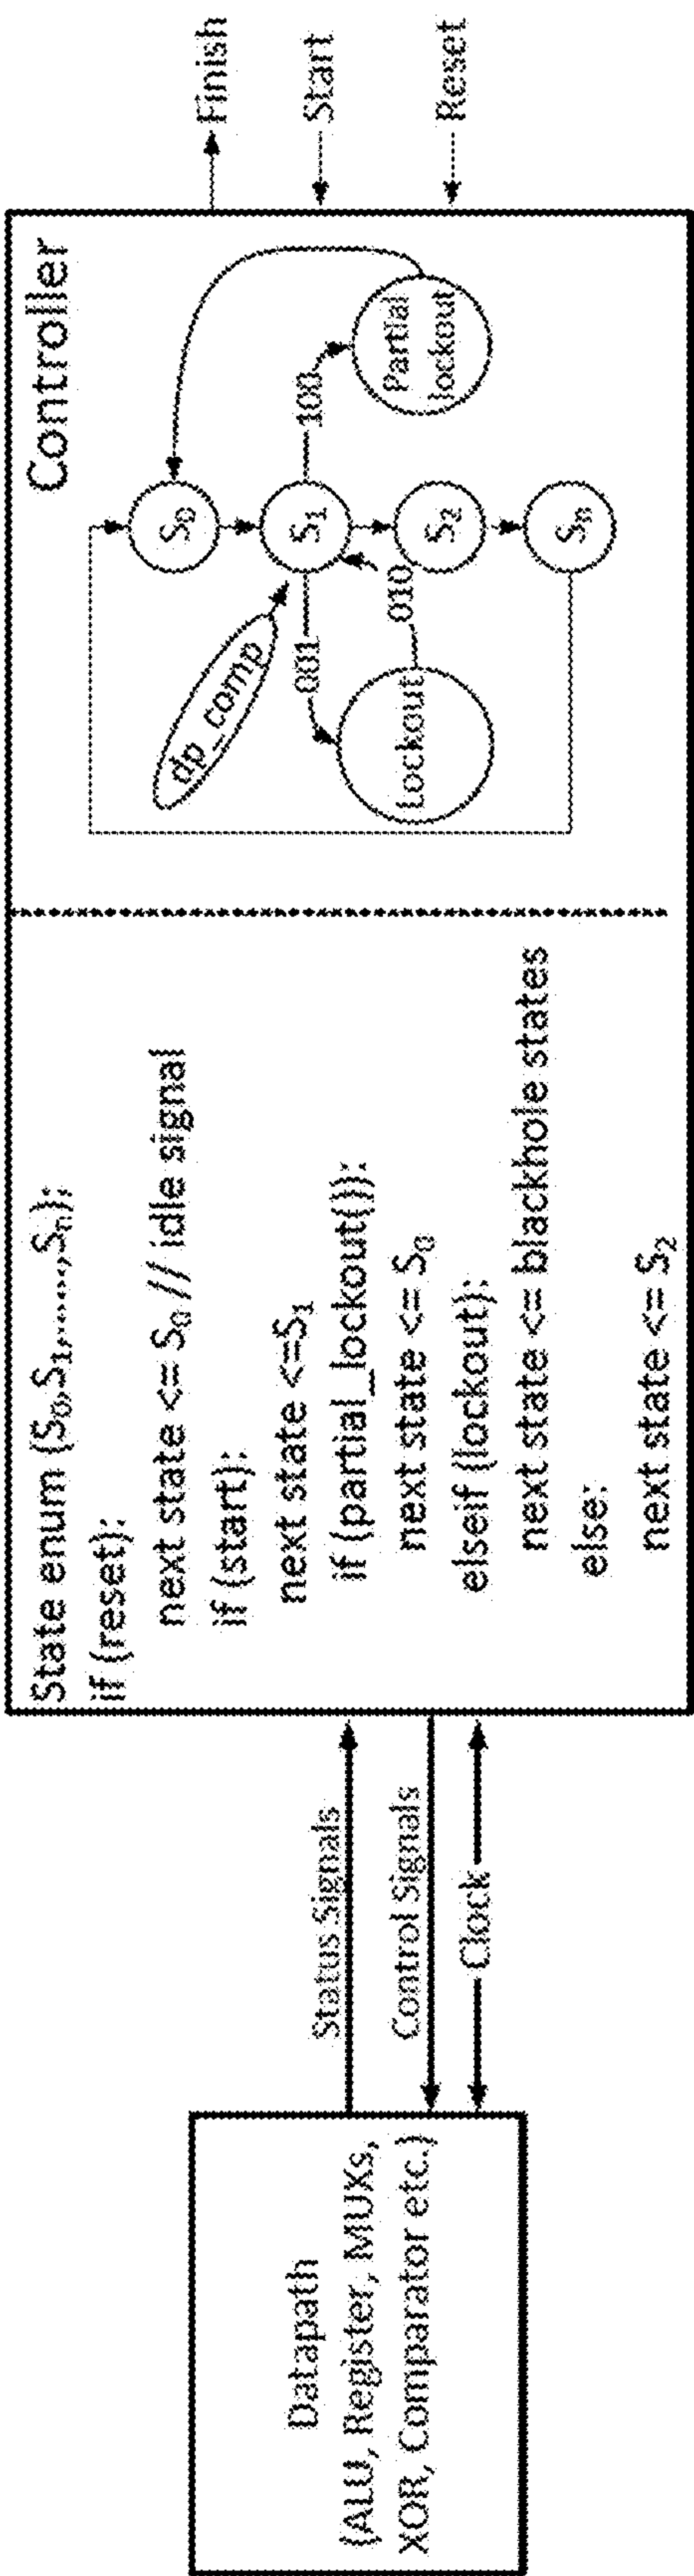 Datapath
(ALU, Register, MUXs,
XOR, Comparator etc.)
Status Signals
Control Signals
Clock
State enum (S₀,S₁,......,Sₙ);
if (reset):
next state <= S₀ // idle signal
if (start):
next state <=S₁
if (partial_lockout()):
next state <= S₀
elseif (lockout):
next state <= blackhole states
else:
next state <= S₂
Controller
dp_comp
S₀
S₁
S₂
Sₙ
001
100
010
Lockout
Partial
lockout
Finish
Start
Reset